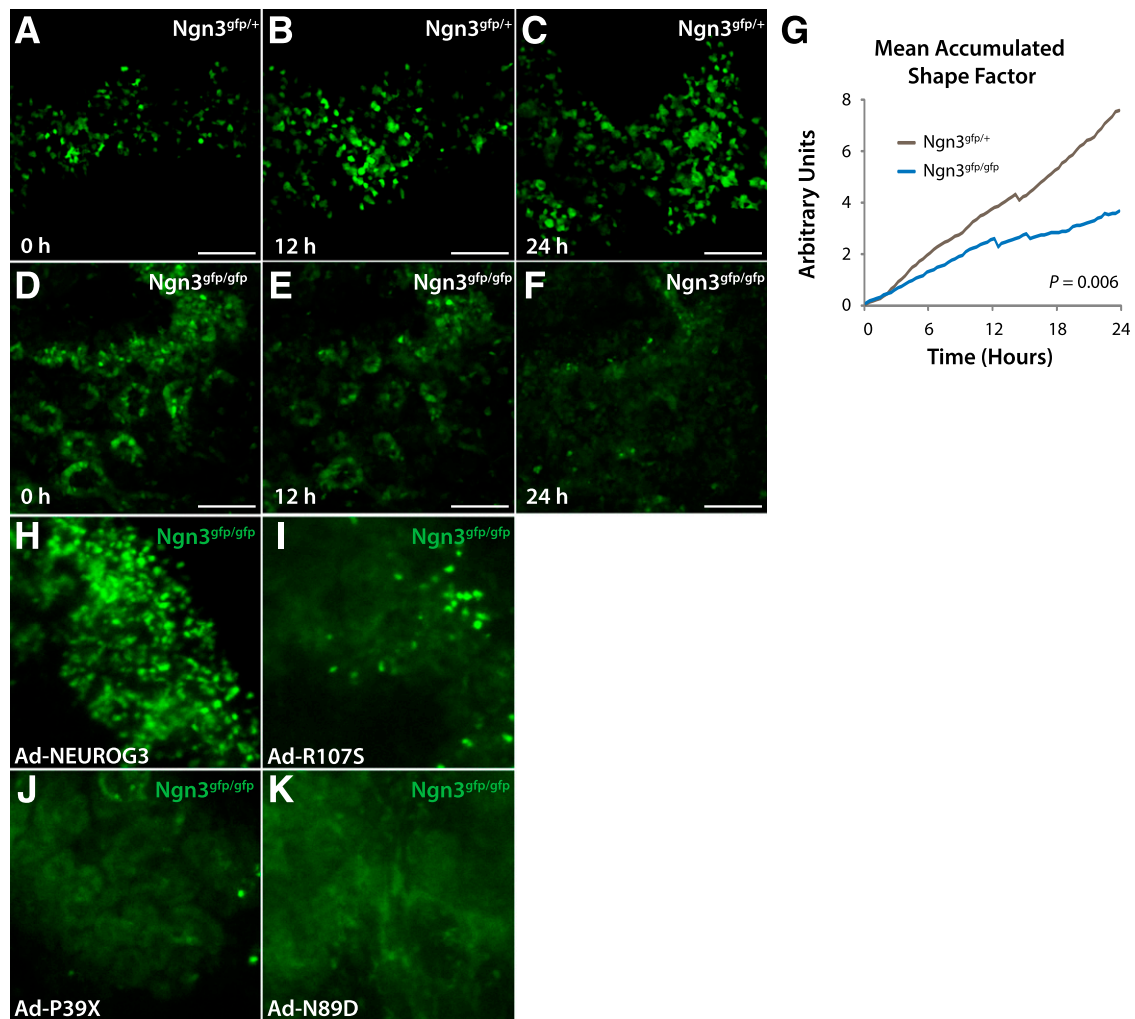 A
Ngn3gfp/+
0 h
B
Ngn3gfp/+
12 h
C
Ngn3gfp/+
24 h
D
Ngn3gfp/gfp
0 h
E
Ngn3gfp/gfp
12 h
F
Ngn3gfp/gfp
24 h
G
Mean Accumulated
Shape Factor
Arbitrary Units
8
6
4
2
0
Ngn3gfp/+
Ngn3gfp/gfp
P = 0.006
0 6 12 18 24
Time (Hours)
H
Ngn3gfp/gfp
Ad-NEUROG3
I
Ngn3gfp/gfp
Ad-R107S
J
Ngn3gfp/gfp
Ad-P39X
K
Ngn3gfp/gfp
Ad-N89D